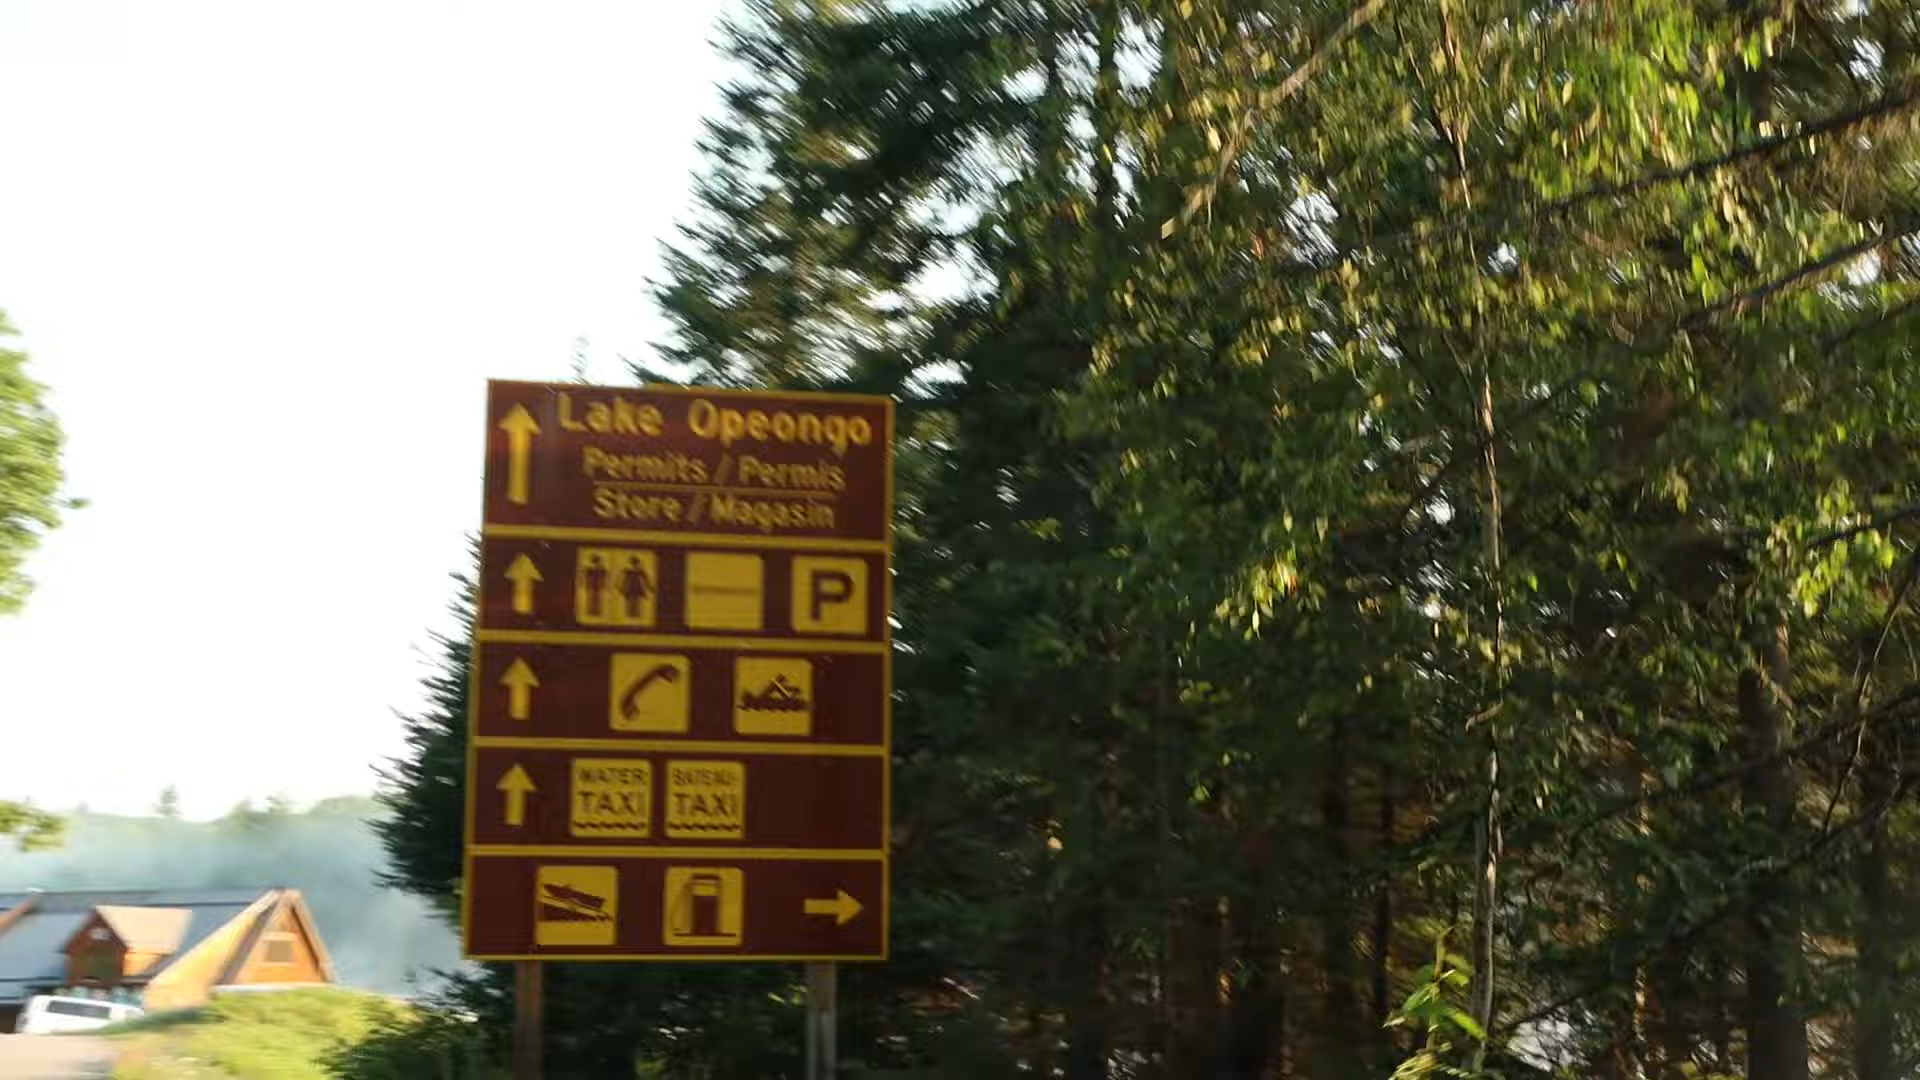 Lake Opeongo
Permits / Permis
Store / Magasin
P
WATER TAXI
BATEAU- TAXI